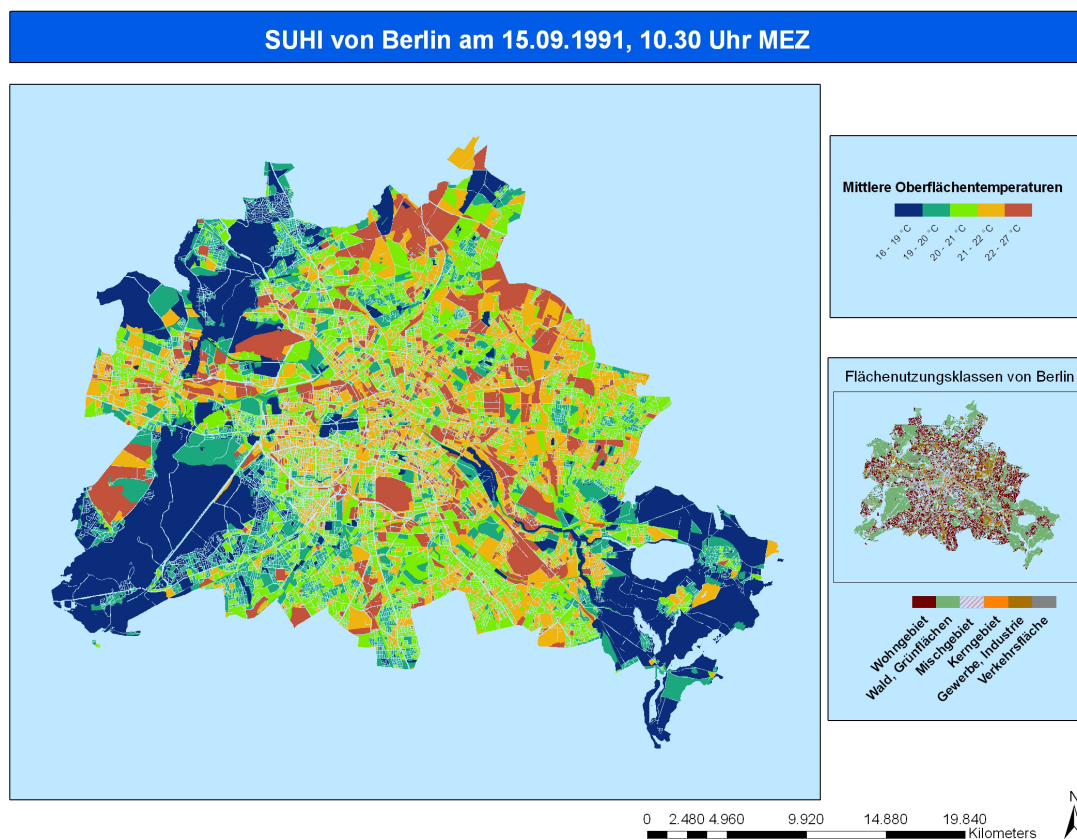 SUHI von Berlin am 15.09.1991, 10.30 Uhr MEZ
Mittlere Oberflächentemperaturen
16 - 19 °C
19 - 20 °C
20 - 21 °C
21 - 22 °C
22 - 27 °C
Flächenutzungsklassen von Berlin
Wohngebiet
Wald, Grünflächen
Mischgebiet
Kerngebiet
Gewerbe, Industrie
Verkehrsfläche
N
0 2.480 4.960 9.920 14.880 19.840
Kilometers